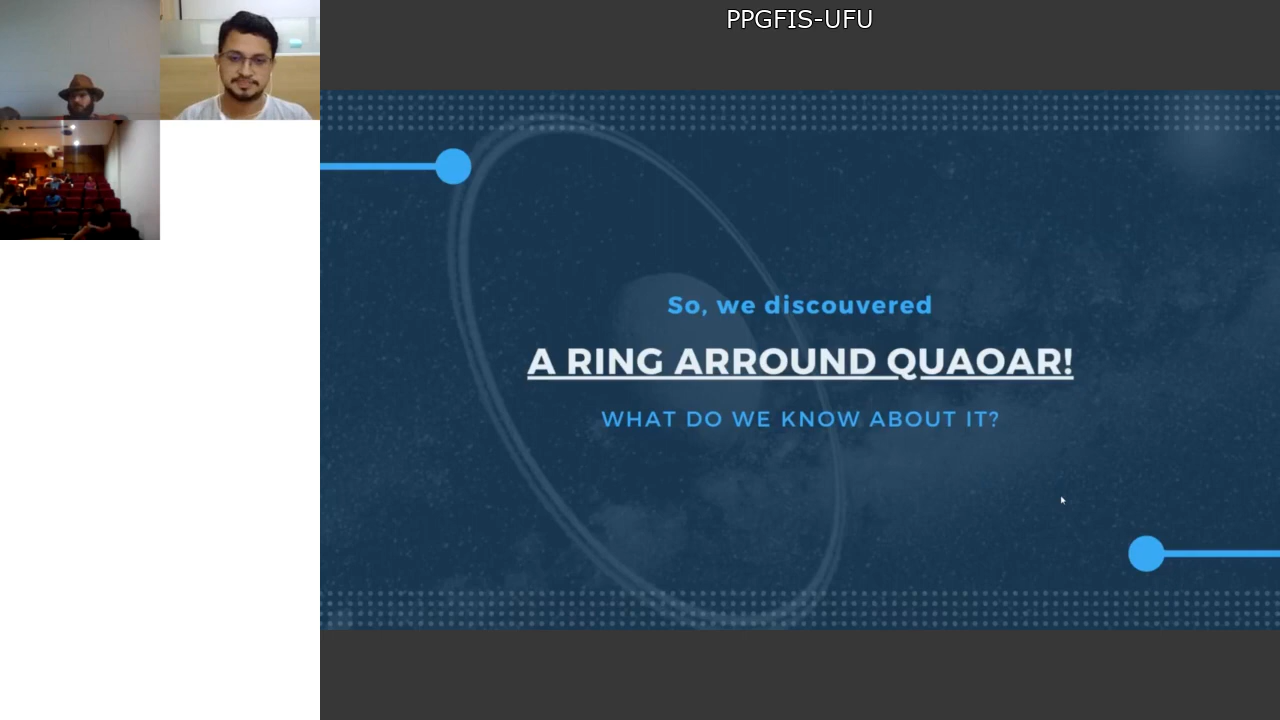 PPGFIS-UFU
So, we discouvered
A RING ARROUND QUAOAR!
WHAT DO WE KNOW ABOUT IT?